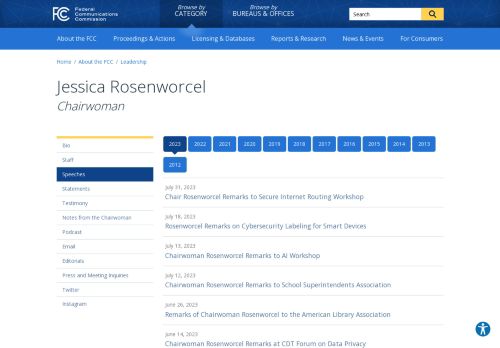 FCC Federal Communications Commission
Browse by CATEGORY
Browse by BUREAUS & OFFICES
Search
About the FCC Proceedings & Actions Licensing & Databases Reports & Research News & Events For Consumers
Home / About the FCC / Leadership
Jessica Rosenworcel
Chairwoman
Bio
Staff
Speeches
Statements
Testimony
Notes from the Chairwoman
Podcast
Email
Editorials
Press and Meeting Inquiries
Twitter
Instagram
2023 2022 2021 2020 2019 2018 2017 2016 2015 2014 2013
2012
July 31, 2023
Chair Rosenworcel Remarks to Secure Internet Routing Workshop
July 18, 2023
Rosenworcel Remarks on Cybersecurity Labeling for Smart Devices
July 13, 2023
Chairwoman Rosenworcel Remarks to AI Workshop
July 12, 2023
Chairwoman Rosenworcel Remarks to School Superintendents Association
June 26, 2023
Remarks of Chairwoman Rosenworcel to the American Library Association
June 14, 2023
Chairwoman Rosenworcel Remarks at CDT Forum on Data Privacy